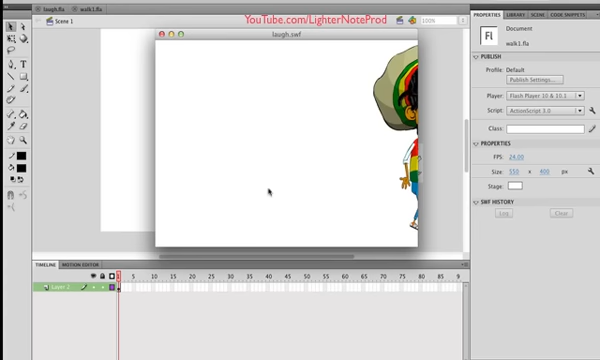 laugh.fla
walk1.fla
YouTube.com/LighterNoteProd
Scene 1
100%
laugh.swf
PROPERTIES
LIBRARY
SCENE
CODE SNIPPETS
Fl
Document
walk1.fla
PUBLISH
Profile: Default
Publish Settings...
Player: Flash Player 10 & 10.1
Script: ActionScript 3.0
Class:
PROPERTIES
FPS: 24.00
Size: 550 x 400 px
Stage:
SWF HISTORY
Log
Clear
TIMELINE
MOTION EDITOR
5 10 15 20 25 30 35 40 45 50 55 60 65 70 75 80 85 9
Layer 2